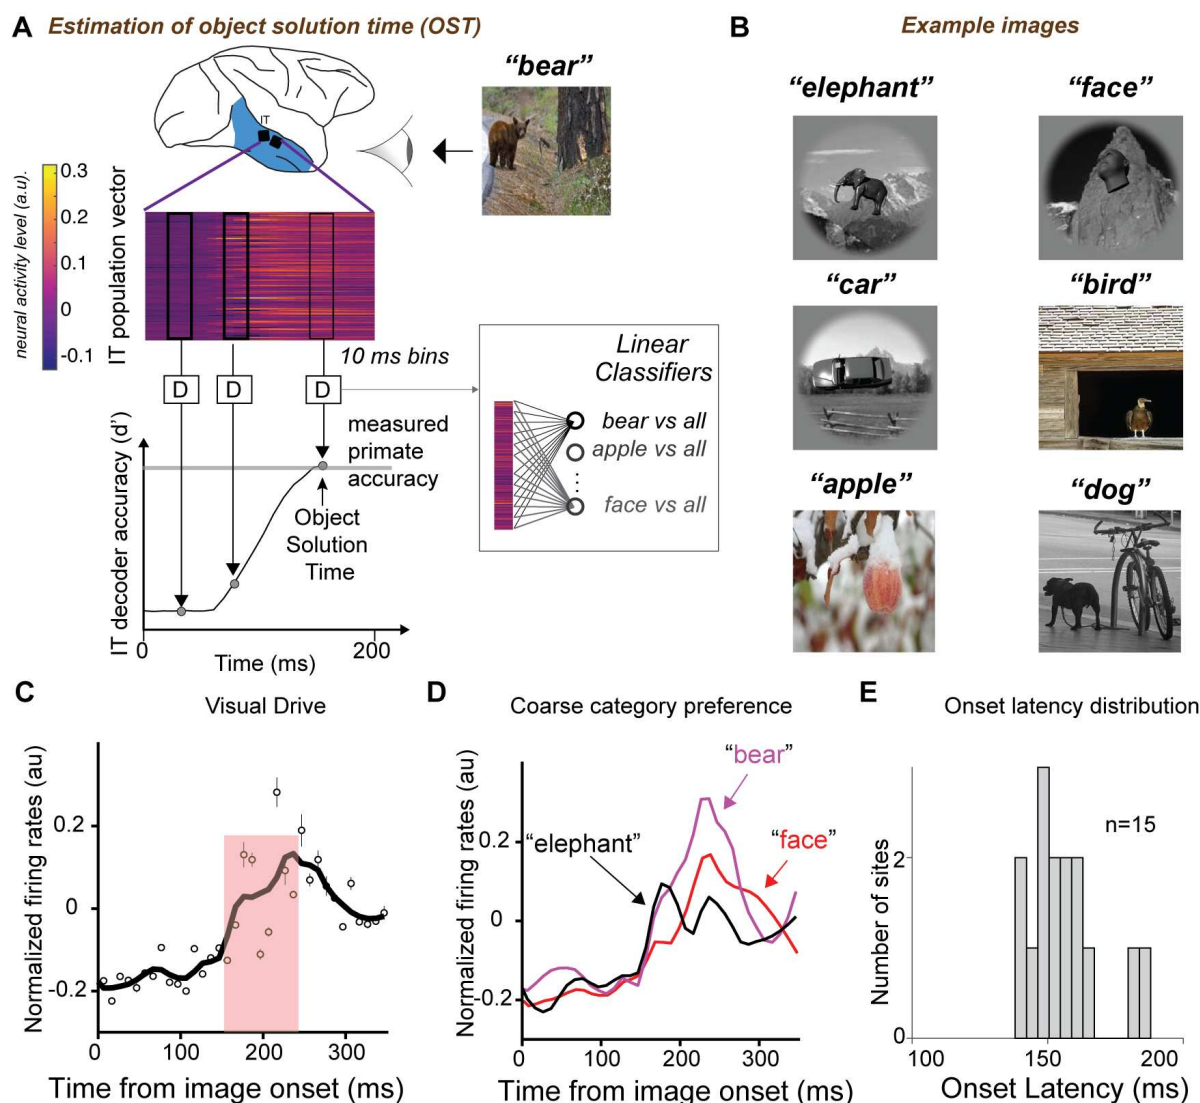 A Estimation of object solution time (OST)
"bear"
IT
neural activity level (a.u).
0.3
0.2
0.1
0
-0.1
IT population vector
10 ms bins
D
D
D
measured
primate
accuracy
Object
Solution
Time
IT decoder accuracy (d')
0
200
Time (ms)
Linear
Classifiers
bear vs all
apple vs all
face vs all
B Example images
"elephant"
"face"
"car"
"bird"
"apple"
"dog"
C Visual Drive
Normalized firing rates (au)
0.2
0
-0.2
0 100 200 300
Time from image onset (ms)
D Coarse category preference
Normalized firing rates (au)
0.2
0
-0.2
"bear"
"elephant"
"face"
0 100 200 300
Time from image onset (ms)
E Onset latency distribution
n=15
Number of sites
2
0
100 150 200
Onset Latency (ms)